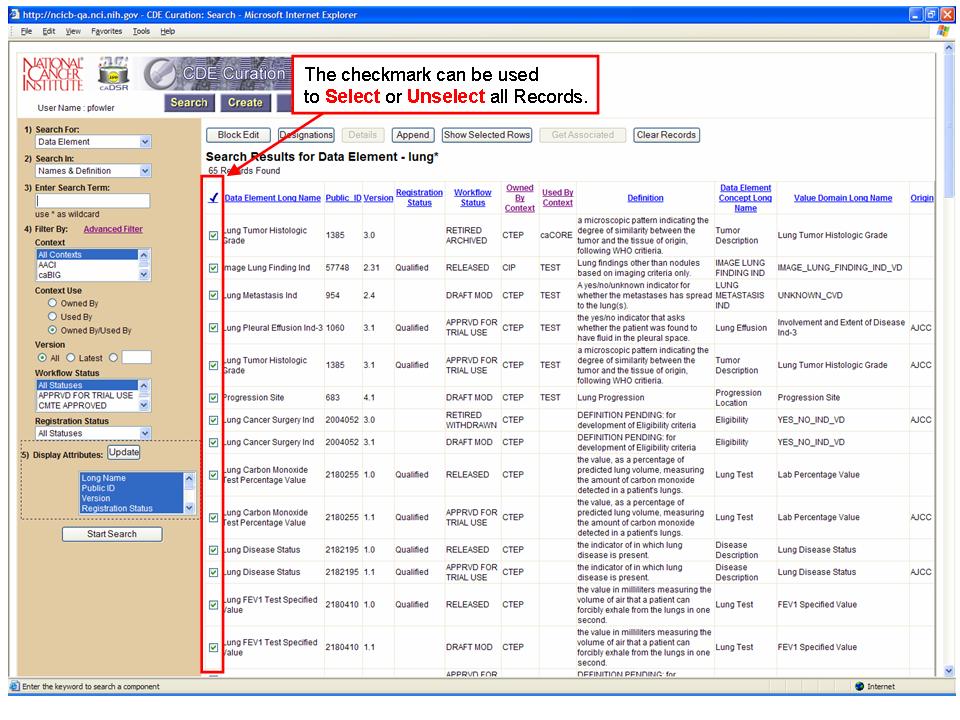 http://ncicb-qa.nci.nih.gov - CDE Curation: Search - Microsoft Internet Explorer
File Edit View Favorites Tools Help
NATIONAL
CANCER
INSTITUTE
caDSR
CDE Curation
The checkmark can be used
to Select or Unselect all Records.
User Name : pfowler
Search Create
1) Search For:
Data Element
2) Search In:
Names & Definition
3) Enter Search Term:
use * as wildcard
4) Filter By: Advanced Filter
Context
All Contexts
AACI
caBIG
Context Use
Owned By
Used By
Owned By/Used By
Version
All Latest
Workflow Status
All Statuses
APPRVD FOR TRIAL USE
CMTE APPROVED
Registration Status
All Statuses
5) Display Attributes: Update
Long Name
Public ID
Version
Registration Status
Start Search
Block Edit Designations Details Append Show Selected Rows Get Associated Clear Records
Search Results for Data Element - lung*
65 Records Found
Data Element Long Name Public_ID Version Registration Status Workflow Status Owned By Context Used By Context Definition Data Element Concept Long Name Value Domain Long Name Origin
Lung Tumor Histologic Grade 1385 3.0 RETIRED ARCHIVED CTEP caCORE a microscopic pattern indicating the degree of similarity between the tumor and the tissue of origin, following WHO critieria. Tumor Description Lung Tumor Histologic Grade
Image Lung Finding Ind 57748 2.31 Qualified RELEASED CIP TEST Lung findings other than nodules based on imaging criteria only. IMAGE LUNG FINDING IND IMAGE_LUNG_FINDING_IND_VD
Lung Metastasis Ind 954 2.4 DRAFT MOD CTEP TEST A yes/no/unknown indicator for whether the metastases has spread to the lung(s). LUNG METASTASIS IND UNKNOWN_CVD
Lung Pleural Effusion Ind-3 1060 3.1 Qualified APPRVD FOR TRIAL USE CTEP TEST the yes/no indicator that asks whether the patient was found to have fluid in the pleural space. Lung Effusion Involvement and Extent of Disease Ind-3 AJCC
Lung Tumor Histologic Grade 1385 3.1 Qualified APPRVD FOR TRIAL USE CTEP TEST a microscopic pattern indicating the degree of similarity between the tumor and the tissue of origin, following WHO critieria. Tumor Description Lung Tumor Histologic Grade AJCC
Progression Site 683 4.1 DRAFT MOD CTEP TEST Lung Progression Progression Location Progression Site
Lung Cancer Surgery Ind 2004052 3.0 RETIRED WITHDRAWN CTEP DEFINITION PENDING: for development of Eligibility criteria Eligibility YES_NO_IND_VD AJCC
Lung Cancer Surgery Ind 2004052 3.1 DRAFT MOD CTEP DEFINITION PENDING: for development of Eligibility criteria Eligibility YES_NO_IND_VD
Lung Carbon Monoxide Test Percentage Value 2180255 1.0 RELEASED CTEP the value, as a percentage of predicted lung volume, measuring the amount of carbon monoxide detected in a patient's lungs. Lung Test Lab Percentage Value
Lung Carbon Monoxide Test Percentage Value 2180255 1.1 Qualified APPRVD FOR TRIAL USE CTEP the value, as a percentage of predicted lung volume, measuring the amount of carbon monoxide detected in a patient's lungs. Lung Test Lab Percentage Value AJCC
Lung Disease Status 2182195 1.0 Qualified RELEASED CTEP the indicator of in which lung disease is present. Disease Description Lung Disease Status
Lung Disease Status 2182195 1.1 Qualified APPRVD FOR TRIAL USE CTEP the indicator of in which lung disease is present. Disease Description Lung Disease Status AJCC
Lung FEV1 Test Specified Value 2180410 1.0 Qualified RELEASED CTEP the value in milliliters measuring the volume of air that a patient can forcibly exhale from the lungs in one second. Lung Test FEV1 Specified Value
Lung FEV1 Test Specified Value 2180410 1.1 DRAFT MOD CTEP the value in milliliters measuring the volume of air that a patient can forcibly exhale from the lungs in one second. Lung Test FEV1 Specified Value
APPRVD FOR DEFINITION PENDING: for
Enter the keyword to search a component Internet